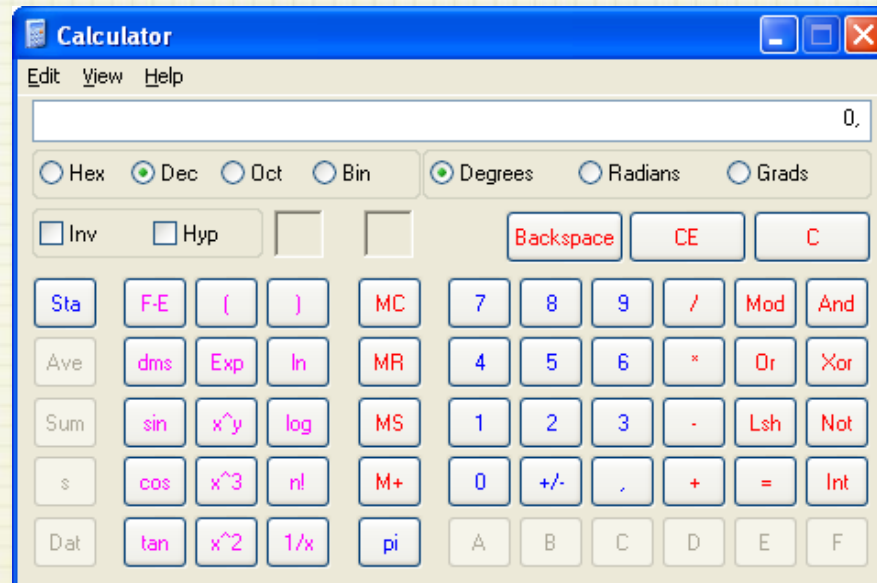 Calculator
Edit View Help
0,
Hex Dec Oct Bin Degrees Radians Grads
Inv Hyp Backspace CE C
Sta F-E ( ) MC 7 8 9 / Mod And
Ave dms Exp ln MR 4 5 6 * Or Xor
Sum sin x^y log MS 1 2 3 - Lsh Not
s cos x^3 n! M+ 0 +/- , + = Int
Dat tan x^2 1/x pi A B C D E F